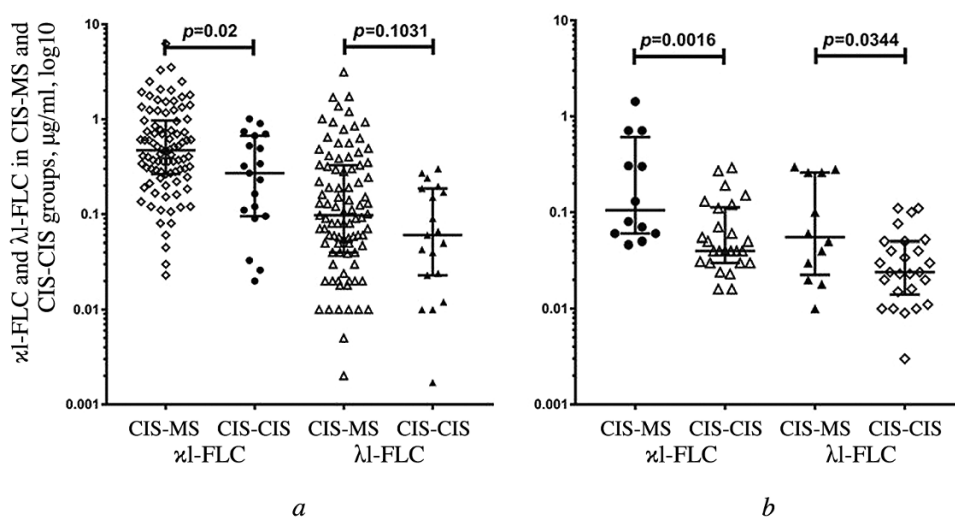 ϰl-FLC and λl-FLC in CIS-MS and
CIS-CIS groups, μg/ml, log10
10
1
0.1
0.01
0.001
p=0.02
p=0.1031
CIS-MS CIS-CIS CIS-MS CIS-CIS
ϰl-FLC λl-FLC
a
10
1
0.1
0.01
0.001
p=0.0016
p=0.0344
CIS-MS CIS-CIS CIS-MS CIS-CIS
ϰl-FLC λl-FLC
b